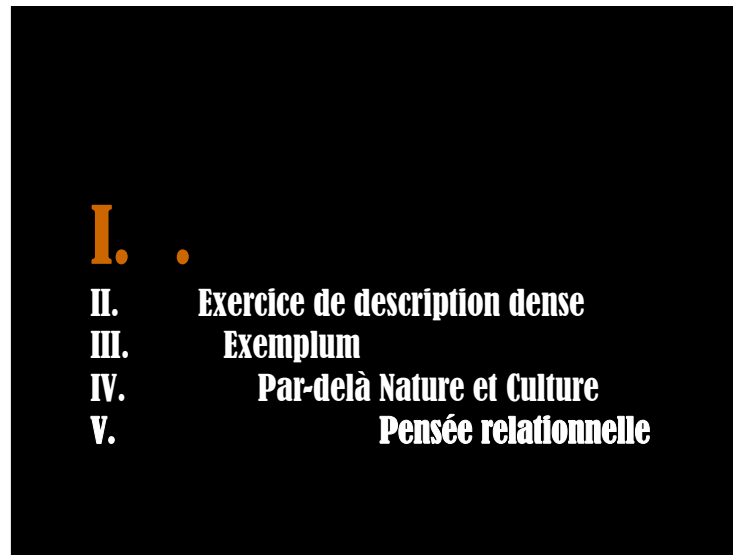 I. .
II. Exercice de description dense
III. Exemplum
IV. Par-delà Nature et Culture
V. Pensée relationnelle